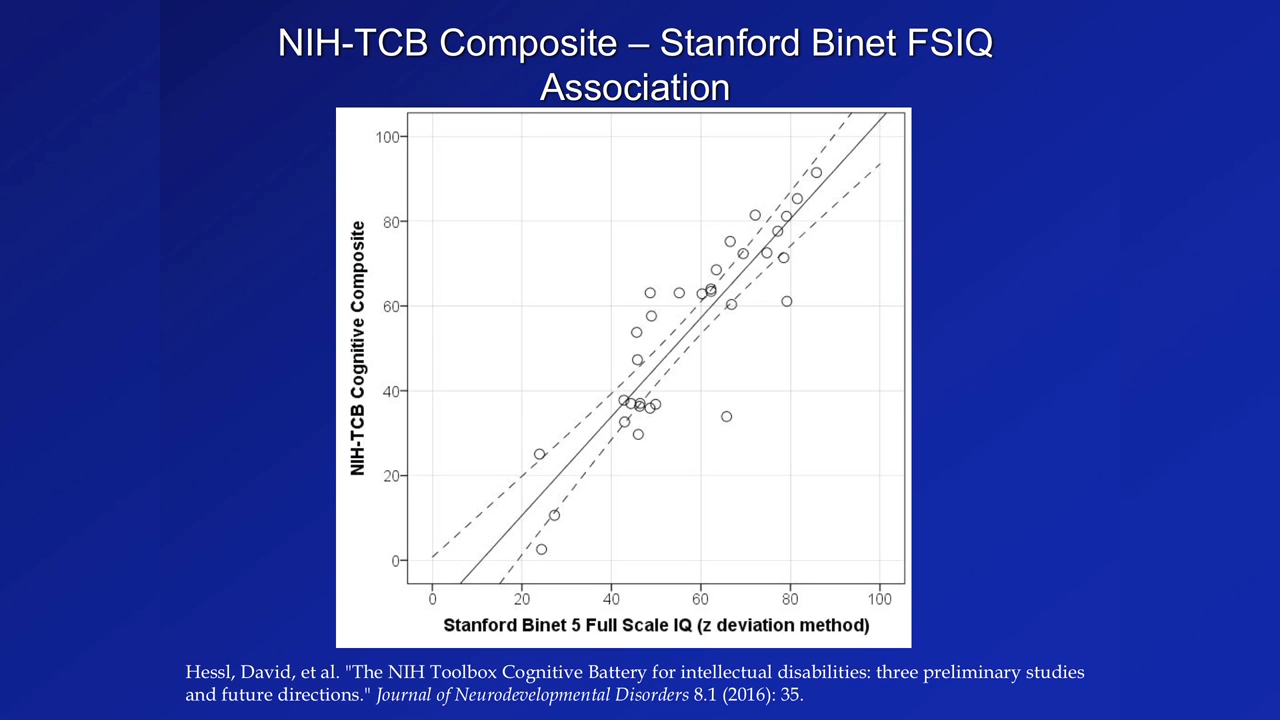 NIH-TCB Composite – Stanford Binet FSIQ
Association
100
80
60
40
20
0
NIH-TCB Cognitive Composite
0 20 40 60 80 100
Stanford Binet 5 Full Scale IQ (z deviation method)
Hessl, David, et al. "The NIH Toolbox Cognitive Battery for intellectual disabilities: three preliminary studies
and future directions." Journal of Neurodevelopmental Disorders 8.1 (2016): 35.